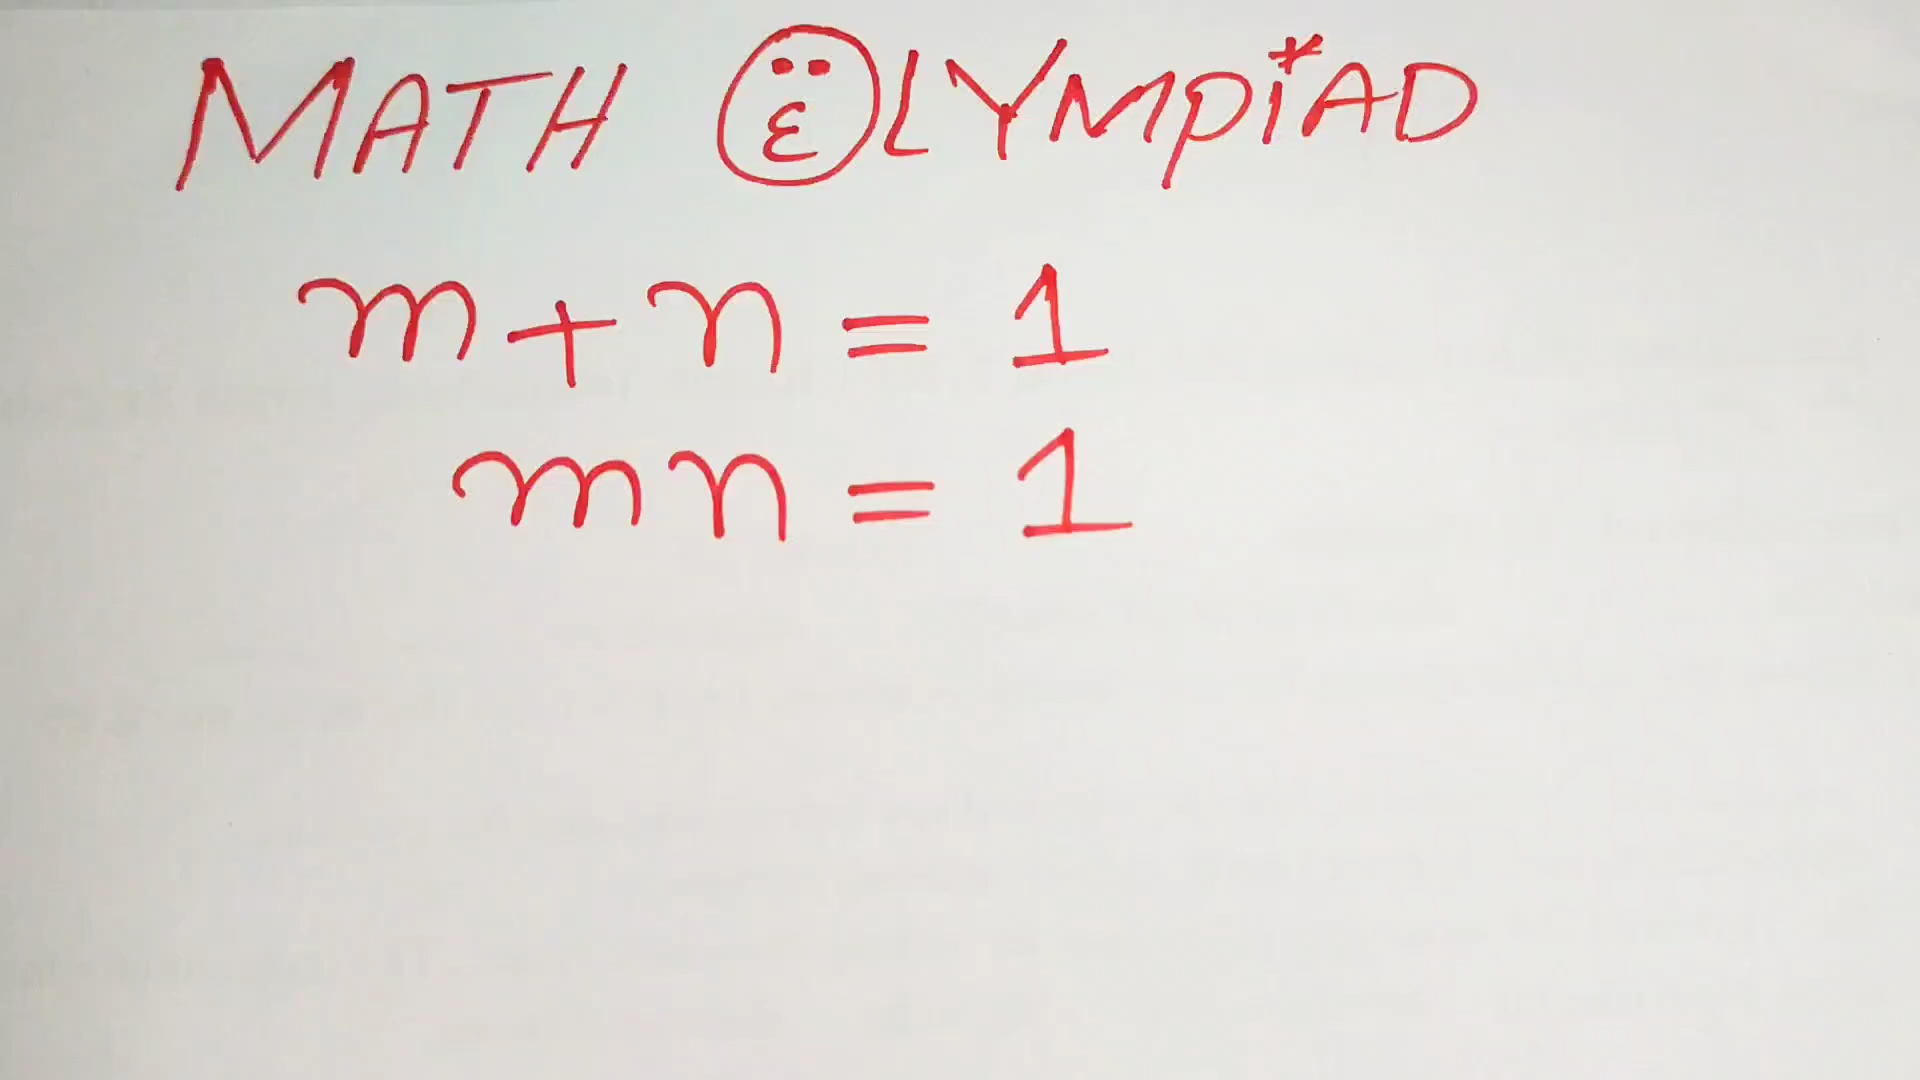 MATH OLYMPiAD
m + n = 1
mn = 1